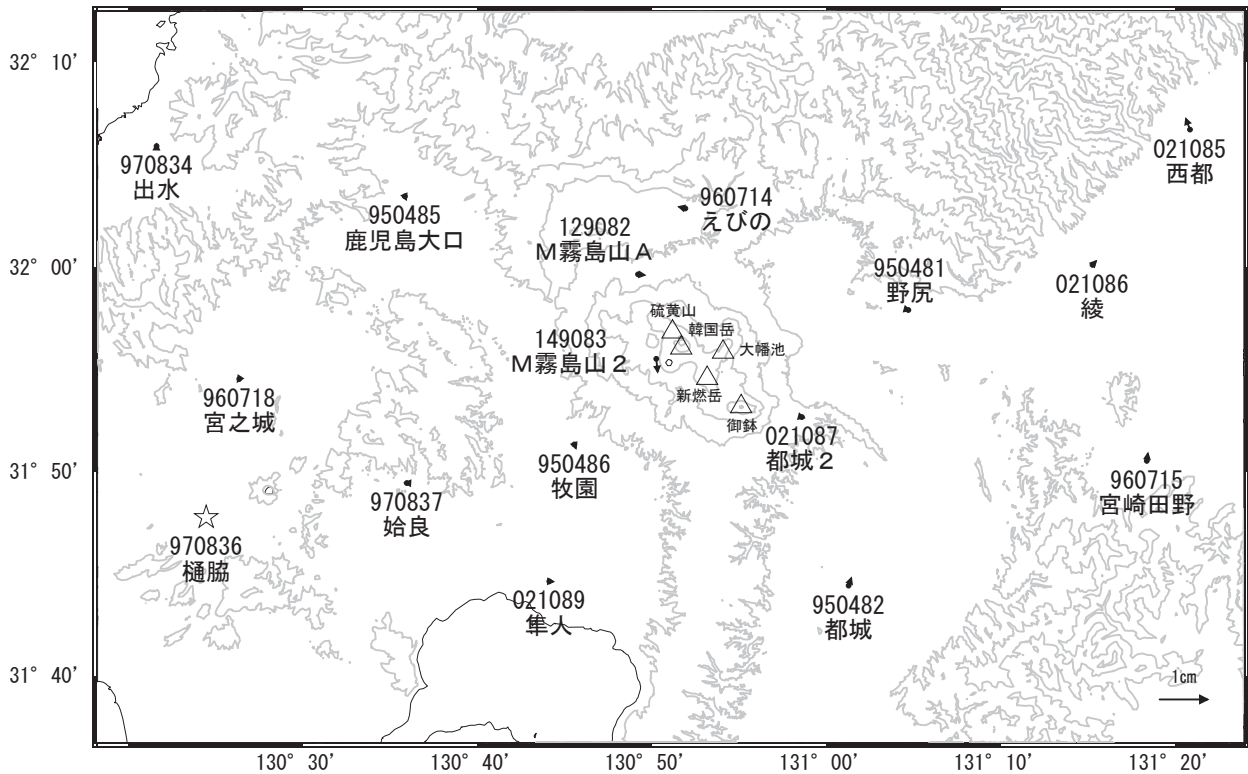 32° 10'
32° 00'
31° 50'
31° 40'
970834
出水
950485
鹿児島大口
129082
M霧島山A
960714
えびの
021085
西都
950481
野尻
021086
綾
149083
M霧島山2
硫黄山
韓国岳
大幡池
新燃岳
御鉢
960718
宮之城
021087
都城2
950486
牧園
970837
姶良
960715
宮崎田野
970836
樋脇
021089
隼人
950482
都城
1cm
130° 30'
130° 40'
130° 50'
131° 00'
131° 10'
131° 20'